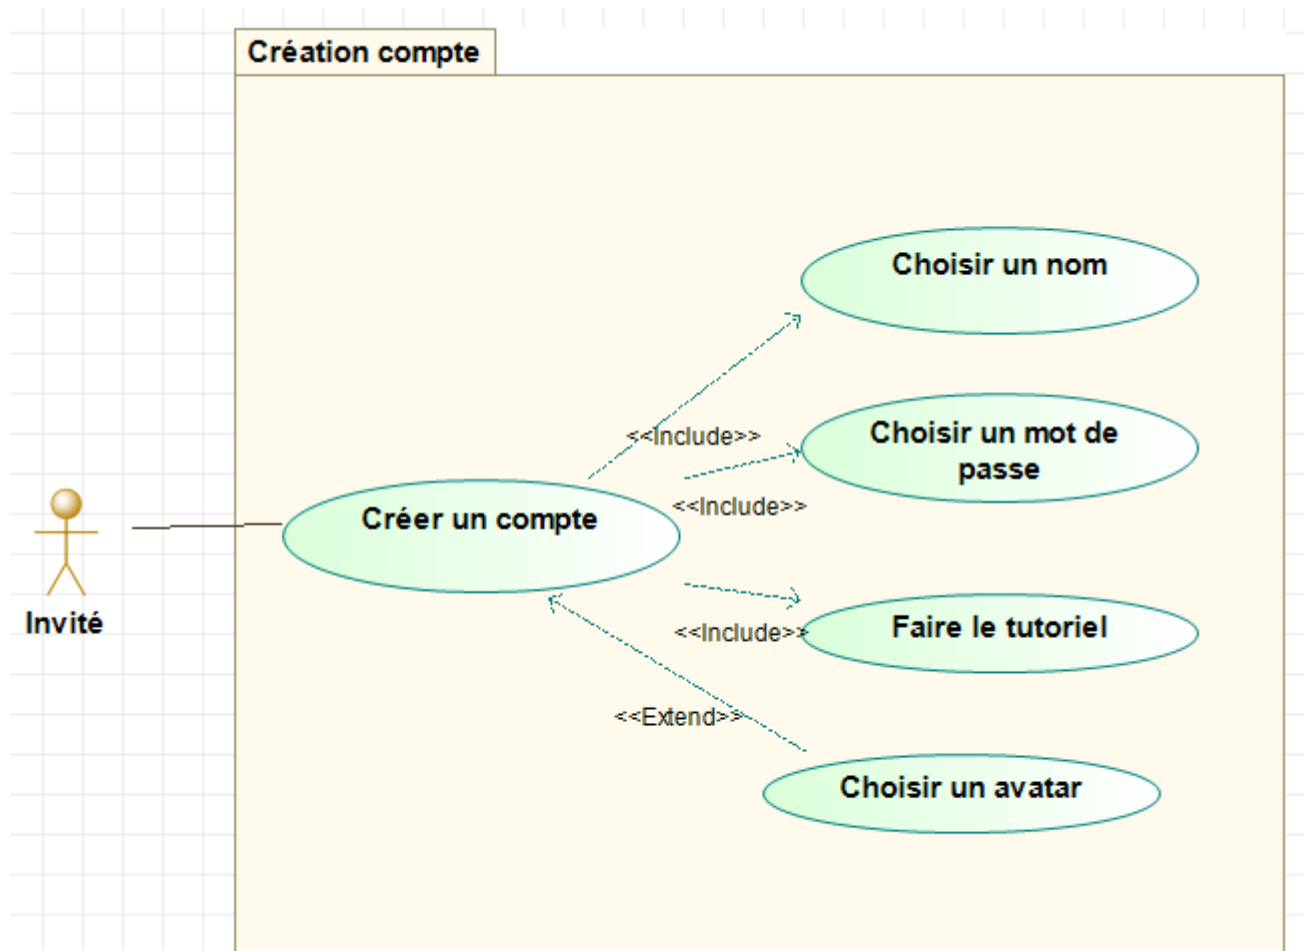 Création compte
Choisir un nom
<<Include>>
Choisir un mot de
passe
<<Include>>
Créer un compte
Invité
Faire le tutoriel
<<Include>>
<<Extend>>
Choisir un avatar